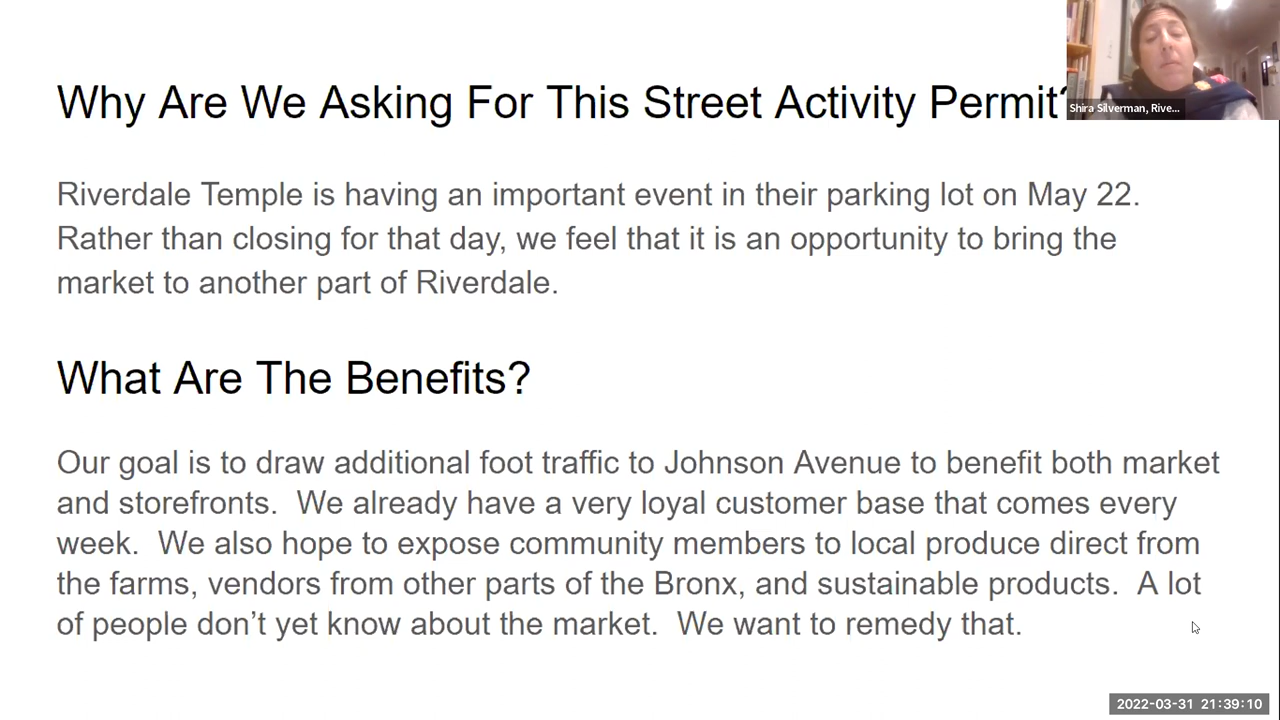 Why Are We Asking For This Street Activity Permit?
Shira Silverman, Rive...
Riverdale Temple is having an important event in their parking lot on May 22.
Rather than closing for that day, we feel that it is an opportunity to bring the
market to another part of Riverdale.
What Are The Benefits?
Our goal is to draw additional foot traffic to Johnson Avenue to benefit both market
and storefronts.  We already have a very loyal customer base that comes every
week.  We also hope to expose community members to local produce direct from
the farms, vendors from other parts of the Bronx, and sustainable products.  A lot
of people don’t yet know about the market.  We want to remedy that.
2022-03-31 21:39:10